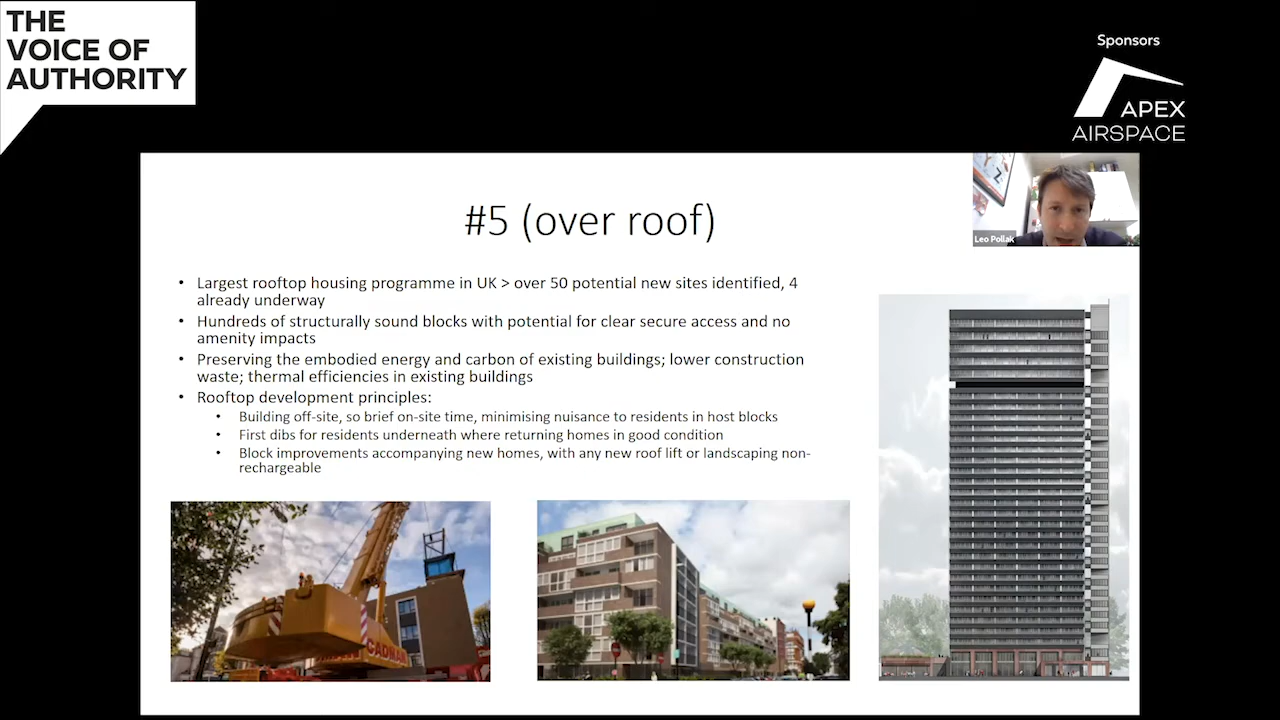 THE
VOICE OF
AUTHORITY
Sponsors
APEX
AIRSPACE
Leo Pollak
#5 (over roof)
• Largest rooftop housing programme in UK > over 50 potential new sites identified, 4
already underway
• Hundreds of structurally sound blocks with potential for clear secure access and no
amenity impacts
• Preserving the embodied energy and carbon of existing buildings; lower construction
waste; thermal efficiencies in existing buildings
• Rooftop development principles:
• Building off-site, so brief on-site time, minimising nuisance to residents in host blocks
• First dibs for residents underneath where returning homes in good condition
• Block improvements accompanying new homes, with any new roof lift or landscaping non-
rechargeable
CADMAN